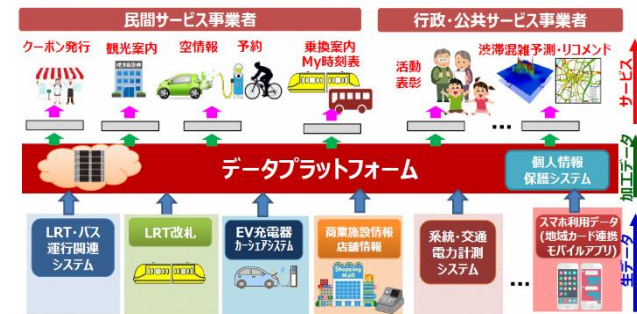 民間サービス事業者
行政・公共サービス事業者
クーポン発行
観光案内
空情報
予約
乗換案内
My時刻表
活動
表彰
渋滞混雑予測・リコメンド
サービス
...
データプラットフォーム
個人情報
保護システム
加工データ
LRT・バス
運行関連
システム
LRT改札
EV充電器
カーシェアシステム
商業施設情報
店舗情報
Shopping
Mall
系統・交通
電力計測
システム
...
スマホ利用データ
(地域カード連携
モバイルアプリ)
生データ